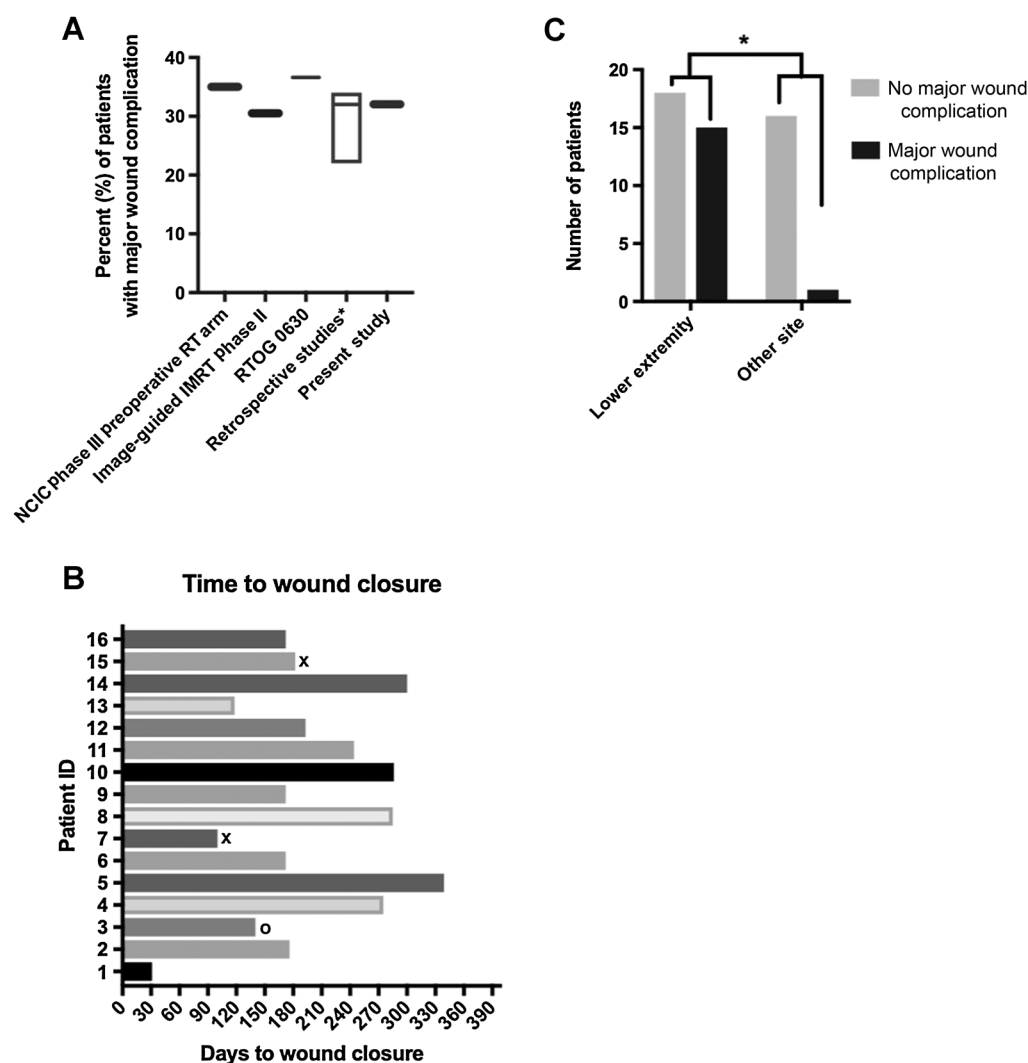 A
Percent (%) of patients
with major wound complication
40
30
20
10
0
NCIC phase III preoperative RT arm
Image-guided IMRT phase II
RTOG 0630
Retrospective studies*
Present study
C
*
Number of patients
20
15
10
5
0
Lower extremity
Other site
No major wound
complication
Major wound
complication
B
Time to wound closure
Patient ID
16
15 x
14
13
12
11
10
9
8
7 x
6
5
4
3 o
2
1
0 30 60 90 120 150 180 210 240 270 300 330 360 390
Days to wound closure